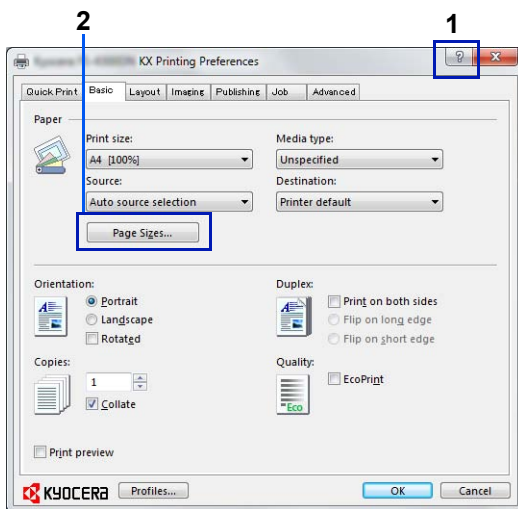 2
1
KX Printing Preferences
?
Quick Print Basic Layout Imaging Publishing Job Advanced
Paper
Print size: Media type:
A4 [100%] Unspecified
Source: Destination:
Auto source selection Printer default
Page Sizes...
Orientation: Duplex:
Portrait Print on both sides
Landscape Flip on long edge
Rotated Flip on short edge
Copies: Quality:
1 EcoPrint
Collate
Eco
Print preview
KYOCERA Profiles... OK Cancel